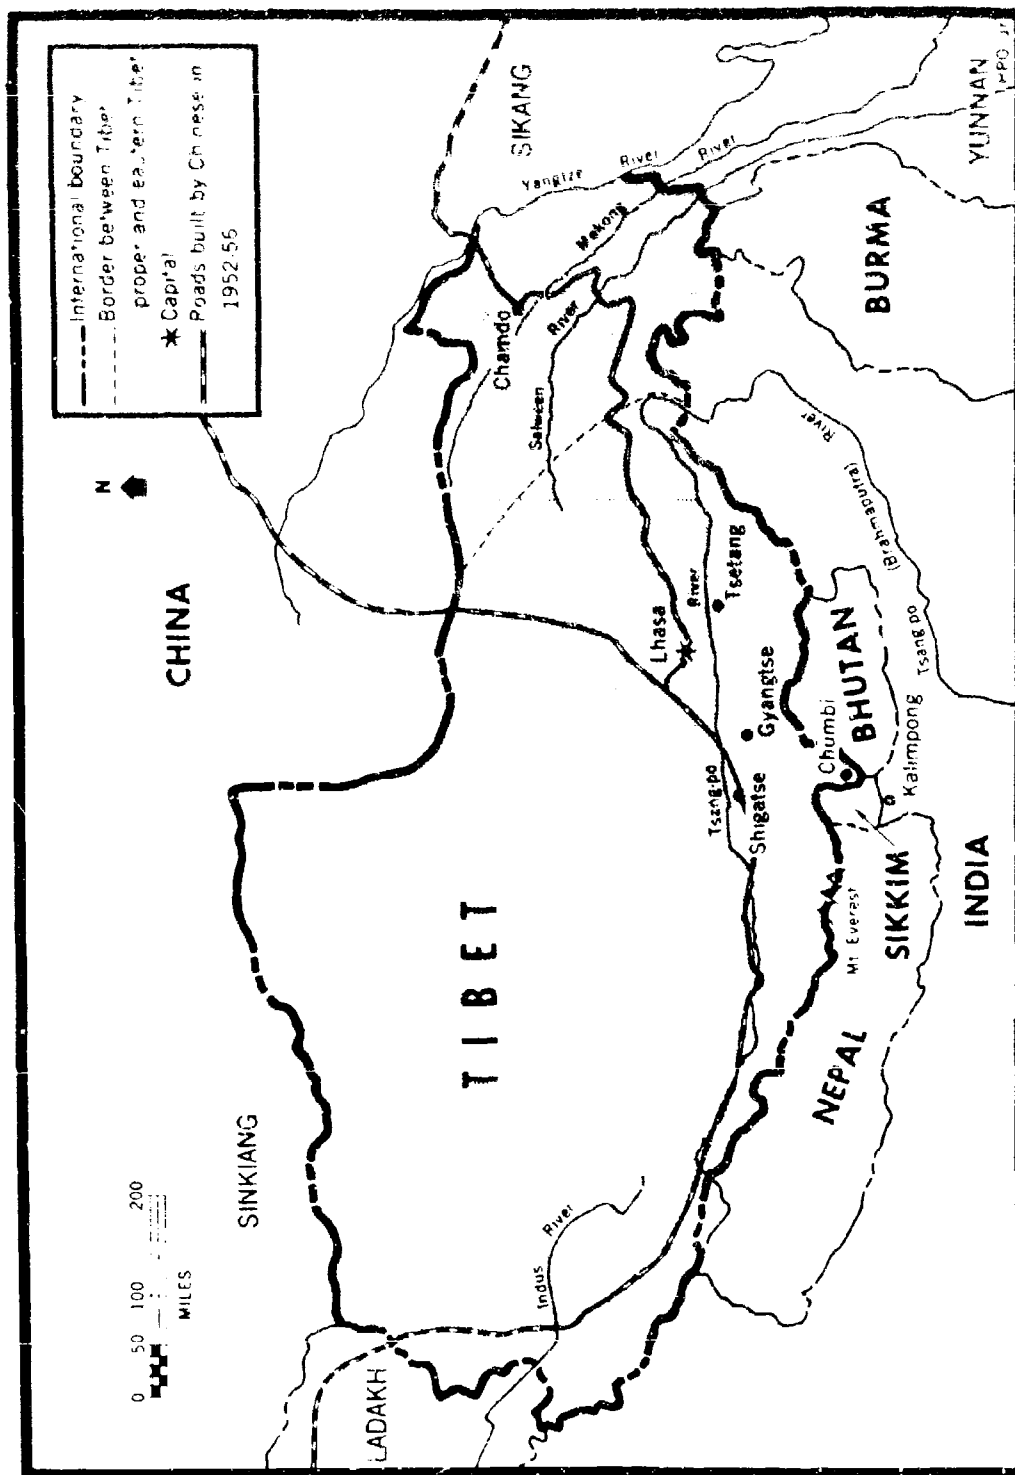 International boundary
Border between Tibet
proper and eastern Tibet
Capital
Roads built by Chinese in
1952-56
N
0 50 100 200
MILES
CHINA
SINKIANG
SIKANG
LADAKH
TIBET
Yangtze River
Mekong River
Chamdo
Salween River
Indus River
Lhasa
River
Tsetang
Tsang-po
Gyangtse
Shigatse
Chumbi
BHUTAN
Kalimpong
Tsang po (Brahmaputra) River
Mt Everest
SIKKIM
NEPAL
INDIA
BURMA
YUNNAN